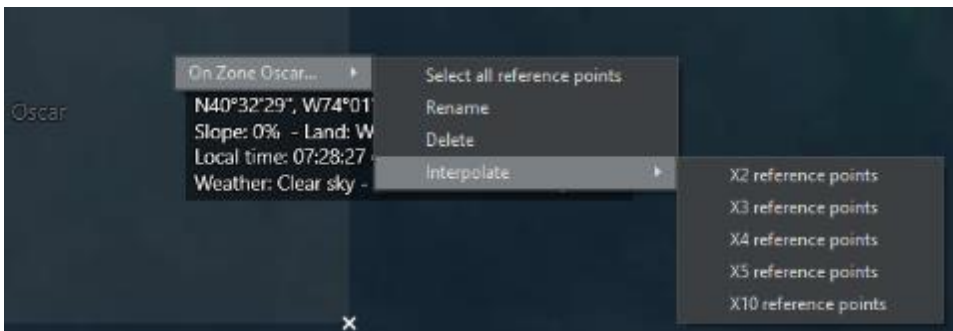 On Zone Oscar...
Select all reference points
Oscar
N40°32'29", W74°01'
Rename
Slope: 0% - Land: W
Delete
Local time: 07:28:27
Interpolate
Weather: Clear sky -
X2 reference points
X3 reference points
X4 reference points
X5 reference points
X10 reference points